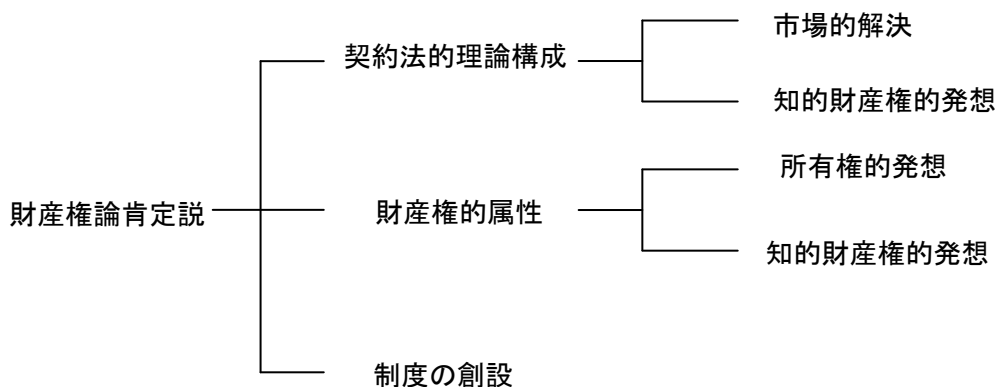 財産権論肯定説
契約法的理論構成
市場的解決
知的財産権的発想
財産権的属性
所有権的発想
知的財産権的発想
制度の創設